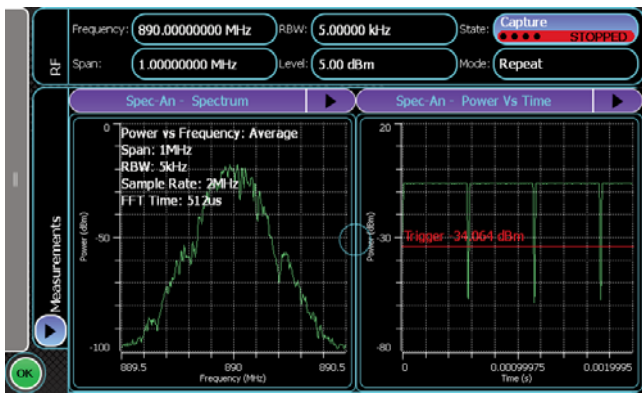 RF
Frequency: 890.00000000 MHz RBW: 5.00000 kHz State: Capture STOPPED
Span: 1.00000000 MHz Level: 5.00 dBm Mode: Repeat
Measurements
Spec-An - Spectrum
Power vs Frequency: Average
Span: 1MHz
RBW: 5kHz
Sample Rate: 2MHz
FFT Time: 512us
0
-50
-100
Power (dBm)
889.5 890 890.5
Frequency (MHz)
Spec-An - Power Vs Time
20
-30
-80
Power (dBm)
Trigger -34.064 dBm
0 0.00099975 0.0019995
Time (s)
OK